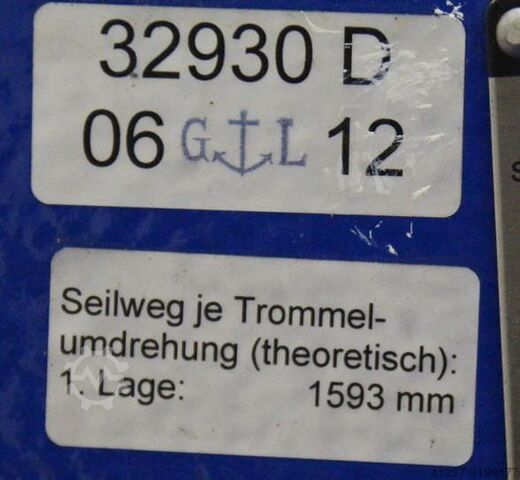 32930 D
06 G L 12
Seilweg je Trommel-
umdrehung (theoretisch):
1. Lage: 1593 mm